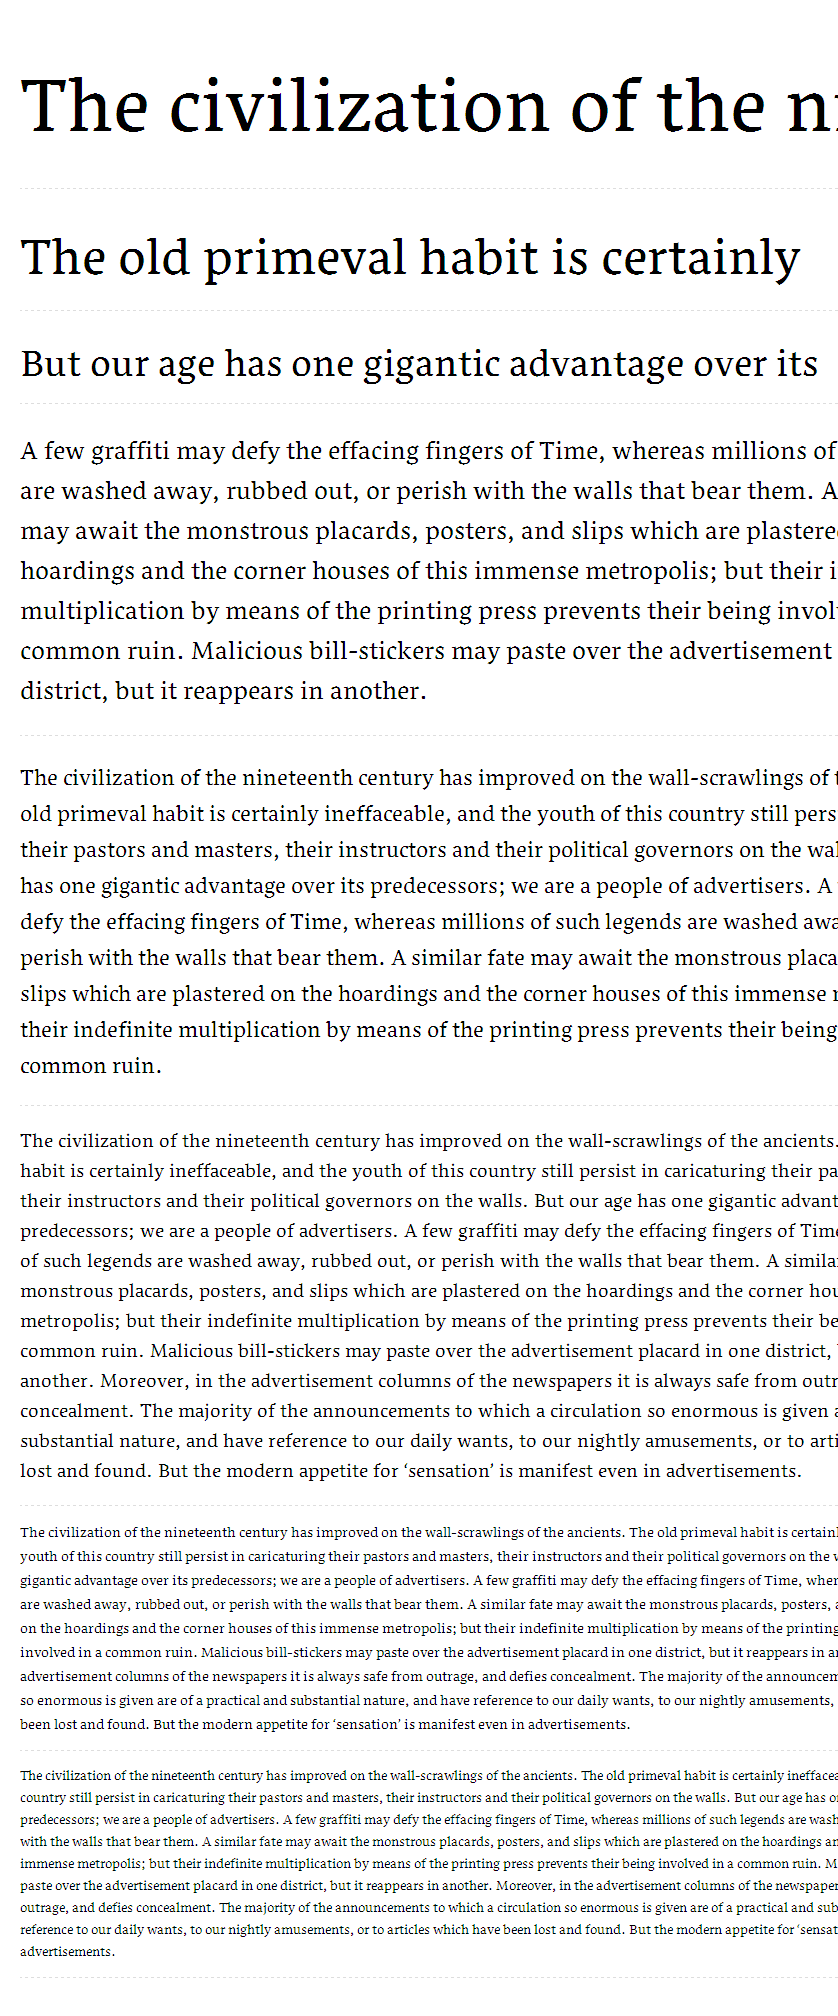 The civilization of the
The old primeval habit is certainly
But our age has one gigantic advantage over its
A few graffiti may defy the effacing fingers of Time, whereas millions of
are washed away, rubbed out, or perish with the walls that bear them. A
may await the monstrous placards, posters, and slips which are
hoardings and the corner houses of this immense metropolis; but their
multiplication by means of the printing press prevents their being
common ruin. Malicious bill-stickers may paste over the advertisement
district, but it reappears in another.
The civilization of the nineteenth century has improved on the wall-scrawlings of
old primeval habit is certainly ineffaceable, and the youth of this country still
their pastors and masters, their instructors and their political governors on the
has one gigantic advantage over its predecessors; we are a people of advertisers. A
defy the effacing fingers of Time, whereas millions of such legends are washed
perish with the walls that bear them. A similar fate may await the monstrous
slips which are plastered on the hoardings and the corner houses of this immense
their indefinite multiplication by means of the printing press prevents their being
common ruin.
The civilization of the nineteenth century has improved on the wall-scrawlings of the ancients.
habit is certainly ineffaceable, and the youth of this country still persist in caricaturing their
their instructors and their political governors on the walls. But our age has one gigantic
predecessors; we are a people of advertisers. A few graffiti may defy the effacing fingers of
of such legends are washed away, rubbed out, or perish with the walls that bear them. A
monstrous placards, posters, and slips which are plastered on the hoardings and the corner
metropolis; but their indefinite multiplication by means of the printing press prevents their
common ruin. Malicious bill-stickers may paste over the advertisement placard in one district,
another. Moreover, in the advertisement columns of the newspapers it is always safe from
concealment. The majority of the announcements to which a circulation so enormous is given
substantial nature, and have reference to our daily wants, to our nightly amusements, or to
lost and found. But the modern appetite for ‘sensation’ is manifest even in advertisements.
The civilization of the nineteenth century has improved on the wall-scrawlings of the ancients. The old primeval habit is
youth of this country still persist in caricaturing their pastors and masters, their instructors and their political governors on the
gigantic advantage over its predecessors; we are a people of advertisers. A few graffiti may defy the effacing fingers of Time,
are washed away, rubbed out, or perish with the walls that bear them. A similar fate may await the monstrous placards, posters,
on the hoardings and the corner houses of this immense metropolis; but their indefinite multiplication by means of the printing
involved in a common ruin. Malicious bill-stickers may paste over the advertisement placard in one district, but it reappears in
advertisement columns of the newspapers it is always safe from outrage, and defies concealment. The majority of the
so enormous is given are of a practical and substantial nature, and have reference to our daily wants, to our nightly amusements,
been lost and found. But the modern appetite for ‘sensation’ is manifest even in advertisements.
The civilization of the nineteenth century has improved on the wall-scrawlings of the ancients. The old primeval habit is certainly
country still persist in caricaturing their pastors and masters, their instructors and their political governors on the walls. But our age has
predecessors; we are a people of advertisers. A few graffiti may defy the effacing fingers of Time, whereas millions of such legends are
with the walls that bear them. A similar fate may await the monstrous placards, posters, and slips which are plastered on the hoardings
immense metropolis; but their indefinite multiplication by means of the printing press prevents their being involved in a common ruin.
paste over the advertisement placard in one district, but it reappears in another. Moreover, in the advertisement columns of the
outrage, and defies concealment. The majority of the announcements to which a circulation so enormous is given are of a practical and
reference to our daily wants, to our nightly amusements, or to articles which have been lost and found. But the modern appetite for
advertisements.